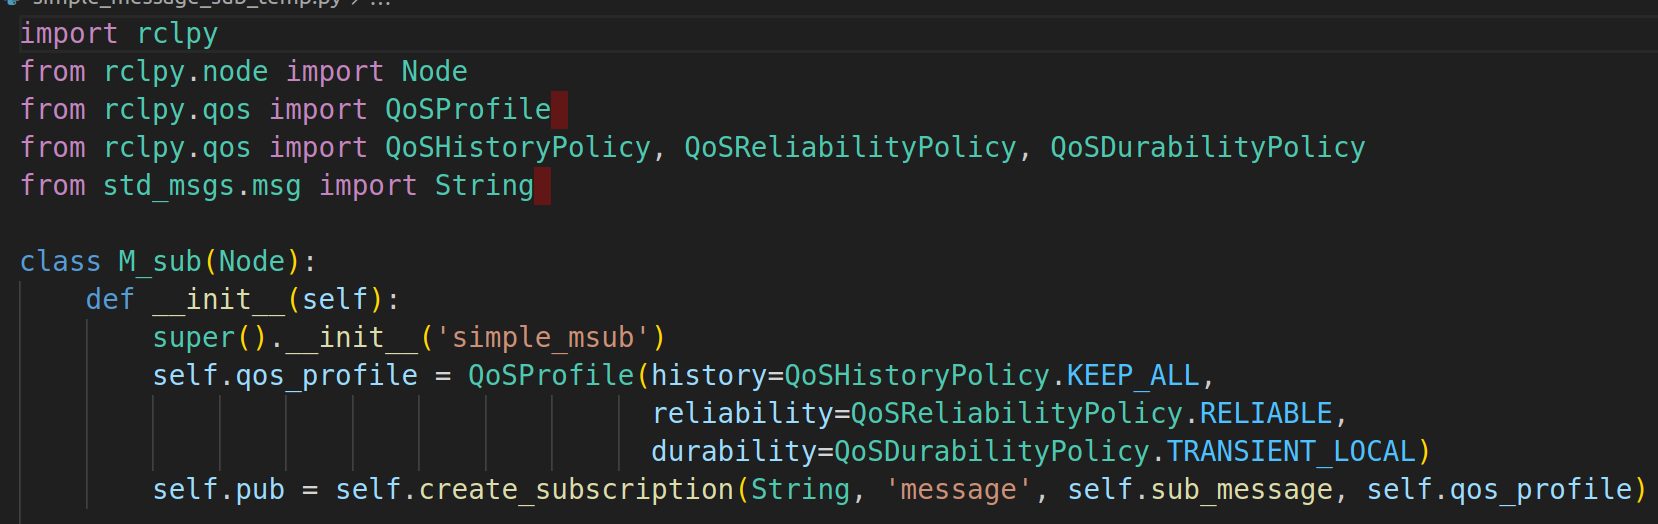 simple_message_sub_temp.py > ...
import rclpy
from rclpy.node import Node
from rclpy.qos import QoSProfile
from rclpy.qos import QoSHistoryPolicy, QoSReliabilityPolicy, QoSDurabilityPolicy
from std_msgs.msg import String
class M_sub(Node):
    def __init__(self):
        super().__init__('simple_msub')
        self.qos_profile = QoSProfile(history=QoSHistoryPolicy.KEEP_ALL,
                                      reliability=QoSReliabilityPolicy.RELIABLE,
                                      durability=QoSDurabilityPolicy.TRANSIENT_LOCAL)
        self.pub = self.create_subscription(String, 'message', self.sub_message, self.qos_profile)